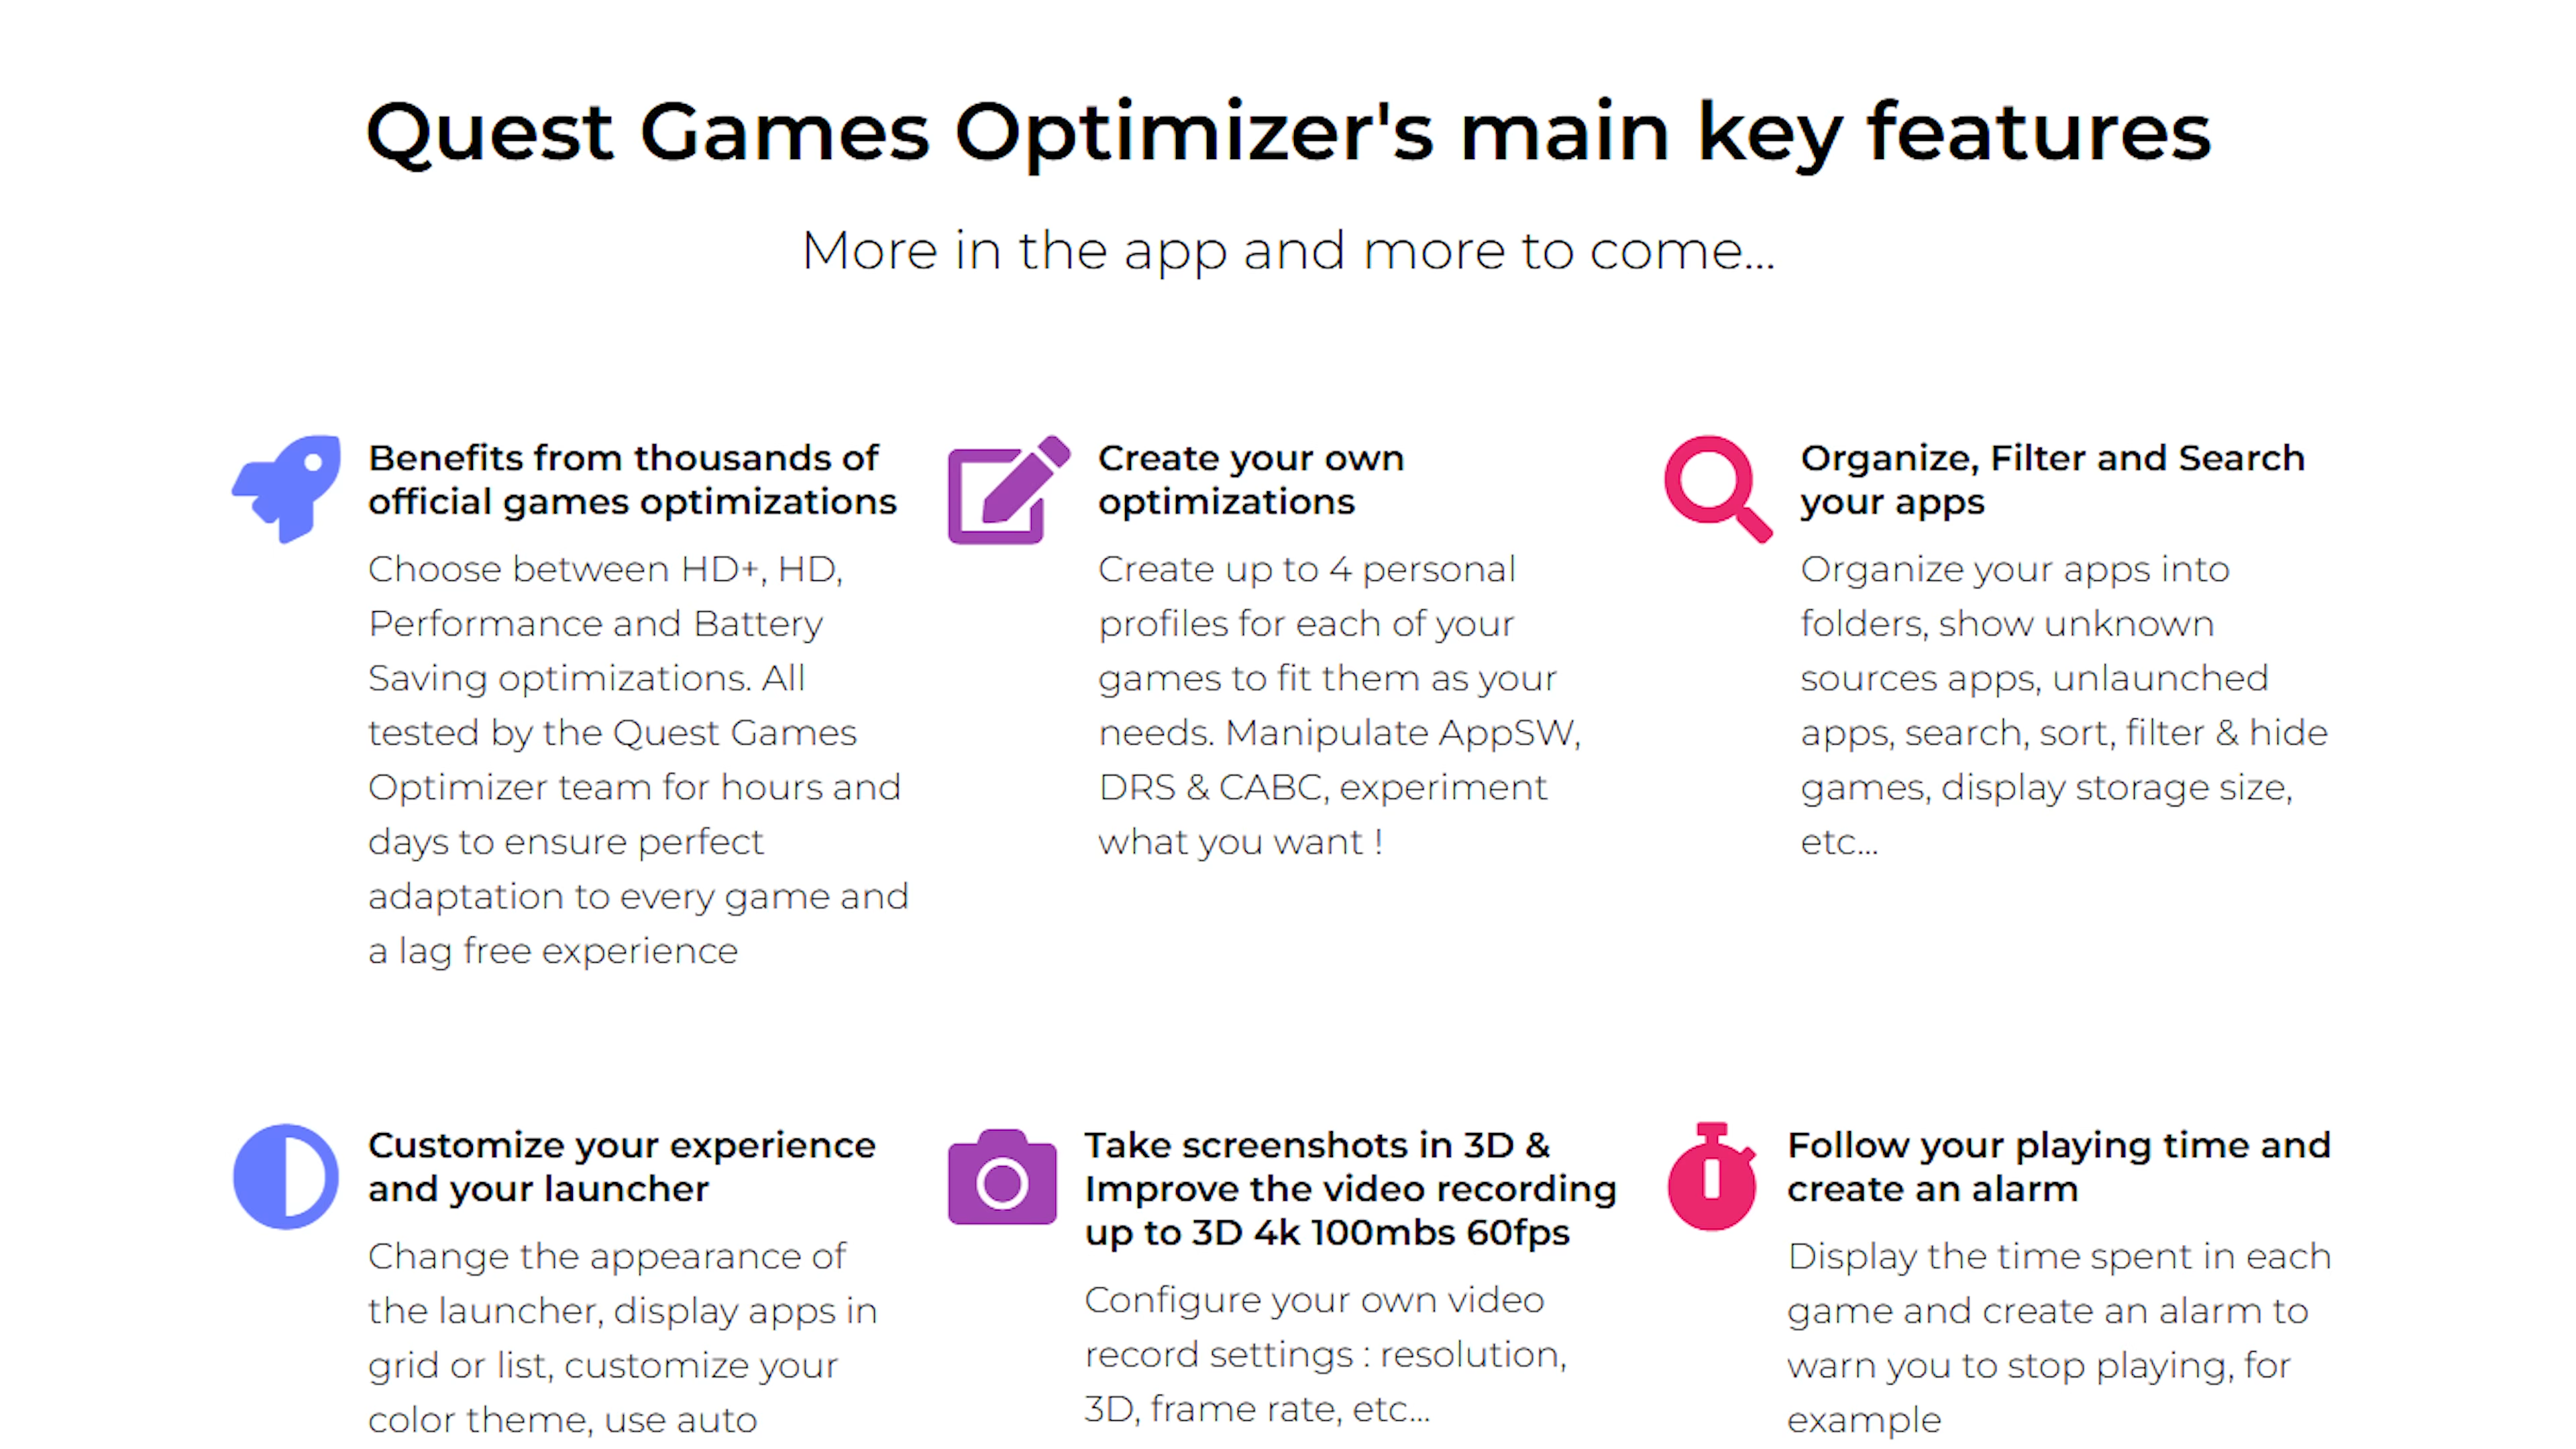 Quest Games Optimizer's main key features
More in the app and more to come...
Benefits from thousands of
official games optimizations
Choose between HD+, HD,
Performance and Battery
Saving optimizations. All
tested by the Quest Games
Optimizer team for hours and
days to ensure perfect
adaptation to every game and
a lag free experience
Create your own
optimizations
Create up to 4 personal
profiles for each of your
games to fit them as your
needs. Manipulate AppSW,
DRS & CABC, experiment
what you want !
Organize, Filter and Search
your apps
Organize your apps into
folders, show unknown
sources apps, unlaunched
apps, search, sort, filter & hide
games, display storage size,
etc...
Customize your experience
and your launcher
Change the appearance of
the launcher, display apps in
grid or list, customize your
color theme, use auto
Take screenshots in 3D &
Improve the video recording
up to 3D 4k 100mbs 60fps
Configure your own video
record settings : resolution,
3D, frame rate, etc...
Follow your playing time and
create an alarm
Display the time spent in each
game and create an alarm to
warn you to stop playing, for
example